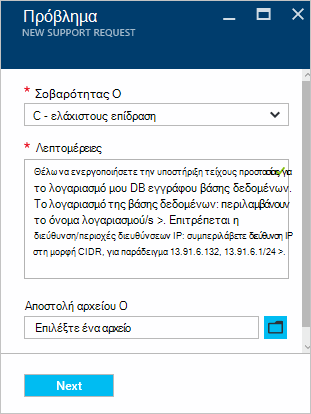 Πρόβλημα
NEW SUPPORT REQUEST
* Σοβαρότητας Ο
C - ελάχιστους επίδραση
* Λεπτομέρειες
Θέλω να ενεργοποιήσετε την υποστήριξη τείχους προστασίας για
το λογαριασμό μου DB εγγράφου βάσης δεδομένων.
Το λογαριασμό της βάσης δεδομένων: περιλαμβάνουν
το όνομα λογαριασμού/s >. Επιτρέπεται η
διεύθυνση/περιοχές διευθύνσεων IP: συμπεριλάβετε διεύθυνση IP
στη μορφή CIDR, για παράδειγμα 13.91.6.132, 13.91.6.1/24 >.
Αποστολή αρχείου Ο
Επιλέξτε ένα αρχείο
Next